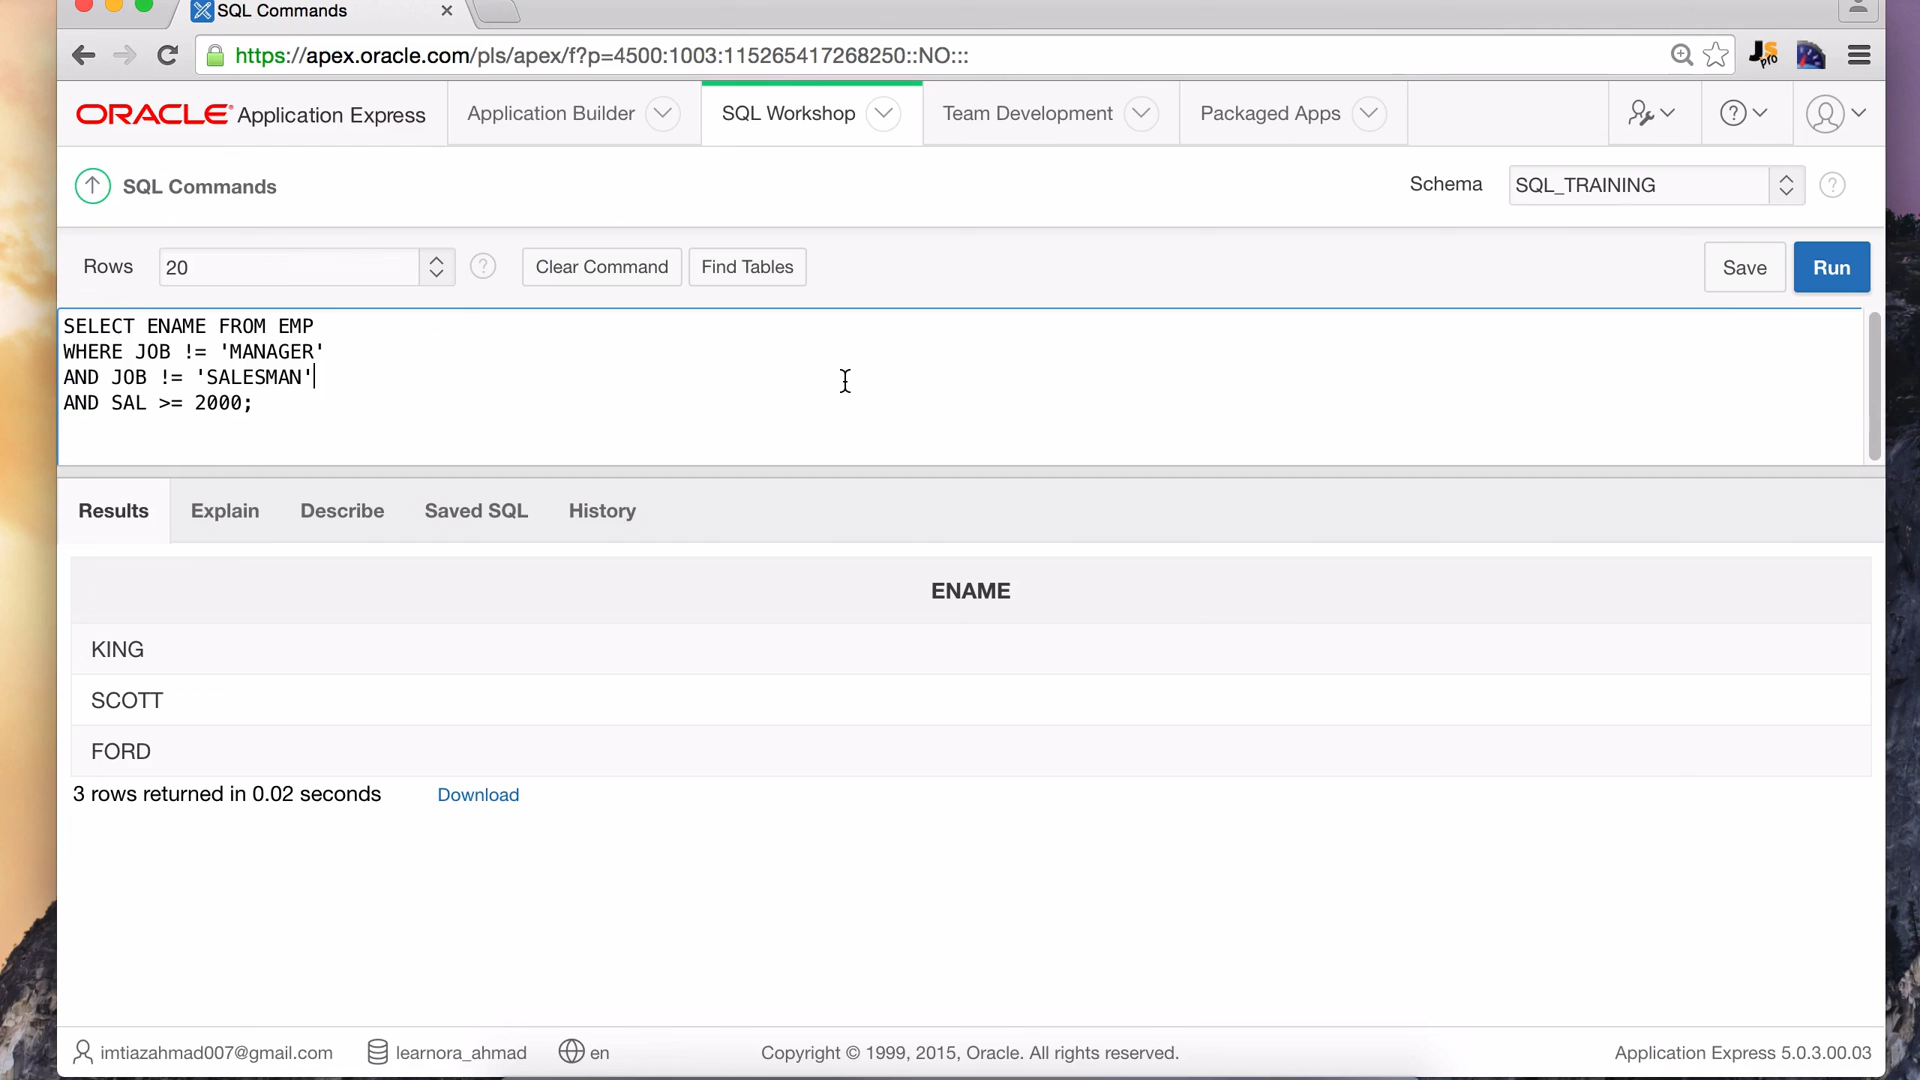 SQL Commands
https://apex.oracle.com/pls/apex/f?p=4500:1003:115265417268250::NO:::
JS pro
ORACLE Application Express
Application Builder
SQL Workshop
Team Development
Packaged Apps
SQL Commands
Schema
SQL_TRAINING
Rows
20
Clear Command
Find Tables
Save
Run
SELECT ENAME FROM EMP
WHERE JOB != 'MANAGER'
AND JOB != 'SALESMAN'
AND SAL >= 2000;
Results
Explain
Describe
Saved SQL
History
ENAME
KING
SCOTT
FORD
3 rows returned in 0.02 seconds
Download
imtiazahmad007@gmail.com
learnora_ahmad
en
Copyright © 1999, 2015, Oracle. All rights reserved.
Application Express 5.0.3.00.03